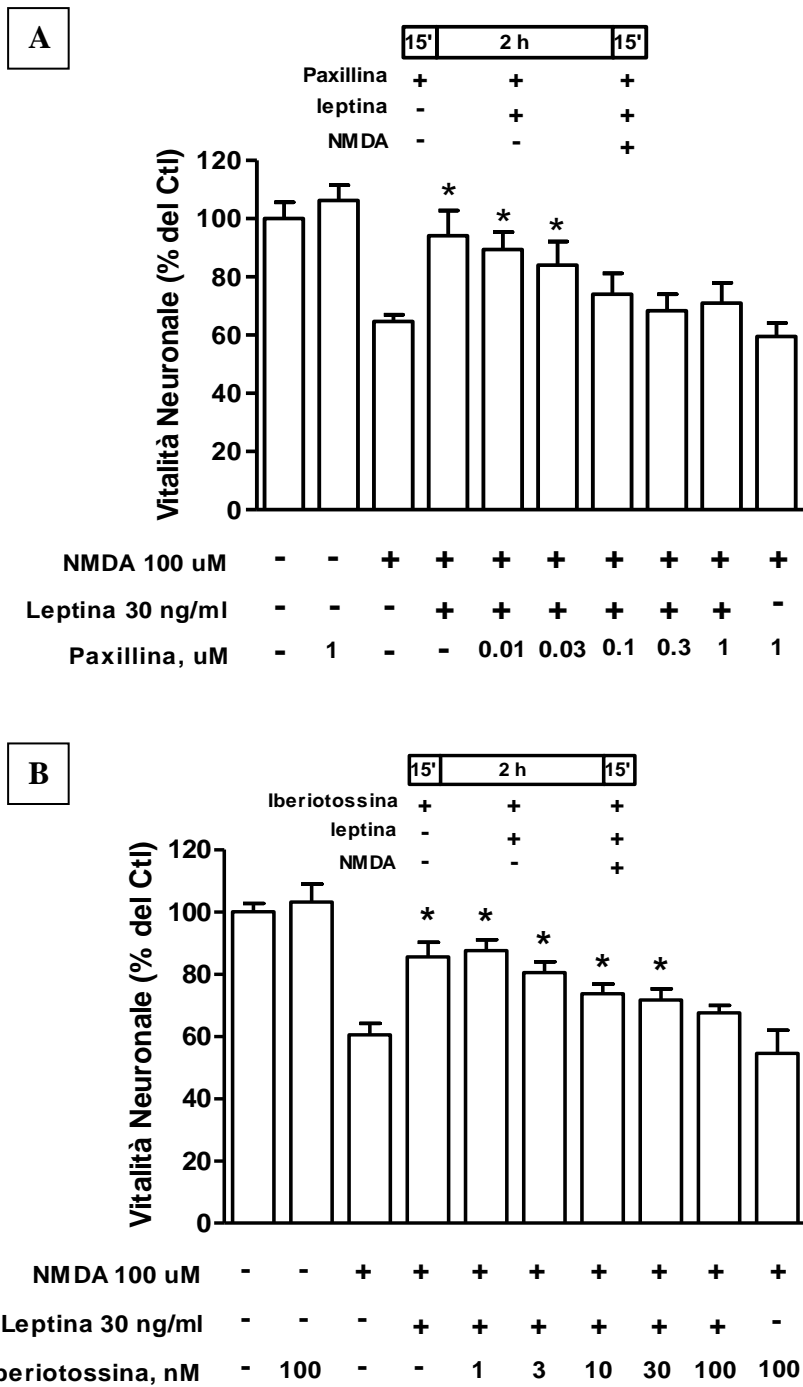 A
15' 2 h 15'
Paxillina + + +
leptina - + +
NMDA - - +
Vitalità Neuronale (% del Ctl)
120
100
80
60
40
20
0
* * *
NMDA 100 uM - - + + + + + + + +
Leptina 30 ng/ml - - - + + + + + + -
Paxillina, uM - 1 - - 0.01 0.03 0.1 0.3 1 1
B
15' 2 h 15'
Iberiotossina + + +
leptina - + +
NMDA - - +
Vitalità Neuronale (% del Ctl)
120
100
80
60
40
20
0
* * * * *
NMDA 100 uM - - + + + + + + + +
Leptina 30 ng/ml - - - + + + + + + -
beriotossina, nM - 100 - - 1 3 10 30 100 100